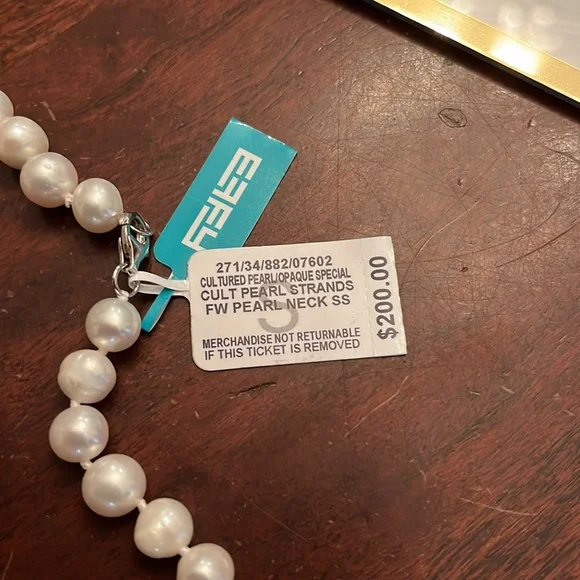 EFFY
271/34/882/07602
CULTURED PEARL/OPAQUE SPECIAL
CULT PEARL STRANDS
FW PEARL NECK SS
S
MERCHANDISE NOT RETURNABLE
IF THIS TICKET IS REMOVED
$200.00